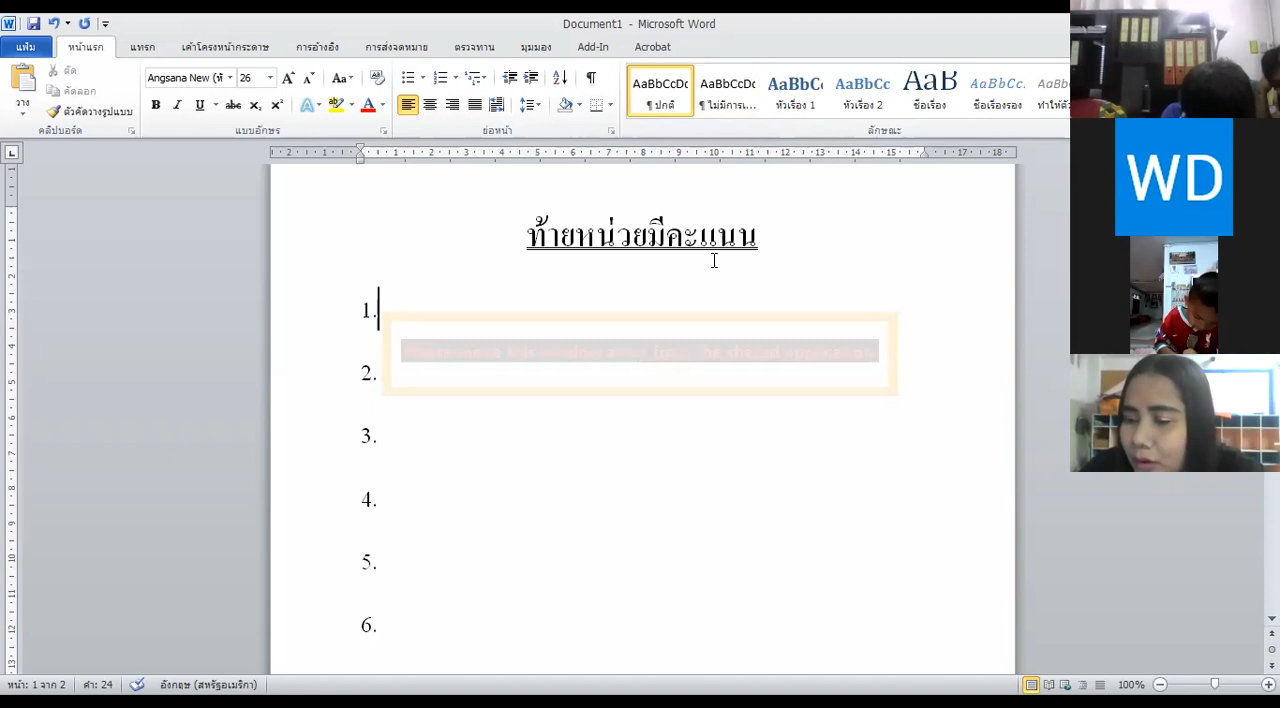 Document1 - Microsoft Word
แฟ้ม หน้าแรก แทรก เค้าโครงหน้ากระดาษ การอ้างอิง การส่งจดหมาย ตรวจทาน มุมมอง Add-In Acrobat
วาง
ตัด
คัดลอก
ตัวคัดวางรูปแบบ
คลิปบอร์ด
Angsana New (หั 26
แบบอักษร
ย่อหน้า
AaBbCcDc AaBbCcDc AaBbC( AaBbCc AaB AaBbCc.
¶ ปกติ ¶ ไม่มีการเ... หัวเรื่อง 1 หัวเรื่อง 2 ชื่อเรื่อง ชื่อเรื่องรอง ทำให้ตัว
ลักษณะ
WD
ท้ายหน่วยมีคะแนน
1.
2.
3.
4.
5.
6.
หน้า: 1 จาก 2 คำ: 24 อังกฤษ (สหรัฐอเมริกา) 100%